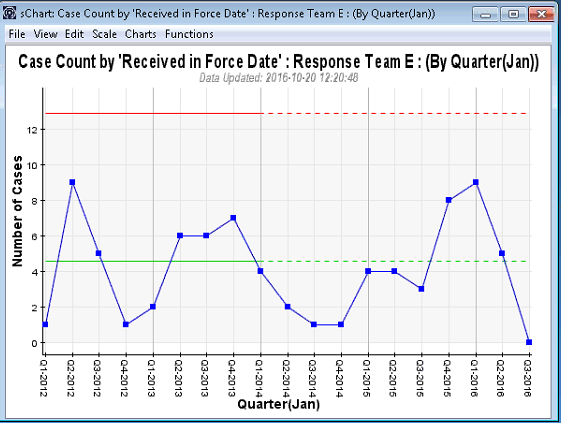 sChart: Case Count by 'Received in Force Date' : Response Team E : (By Quarter(Jan))
File View Edit Scale Charts Functions
Case Count by 'Received in Force Date' : Response Team E : (By Quarter(Jan))
Data Updated: 2016-10-20 12:20:48
Number of Cases
12
10
8
6
4
2
0
Q1-2012
Q2-2012
Q3-2012
Q4-2012
Q1-2013
Q2-2013
Q3-2013
Q4-2013
Q1-2014
Q2-2014
Q3-2014
Q4-2014
Q1-2015
Q2-2015
Q3-2015
Q4-2015
Q1-2016
Q2-2016
Q3-2016
Quarter(Jan)